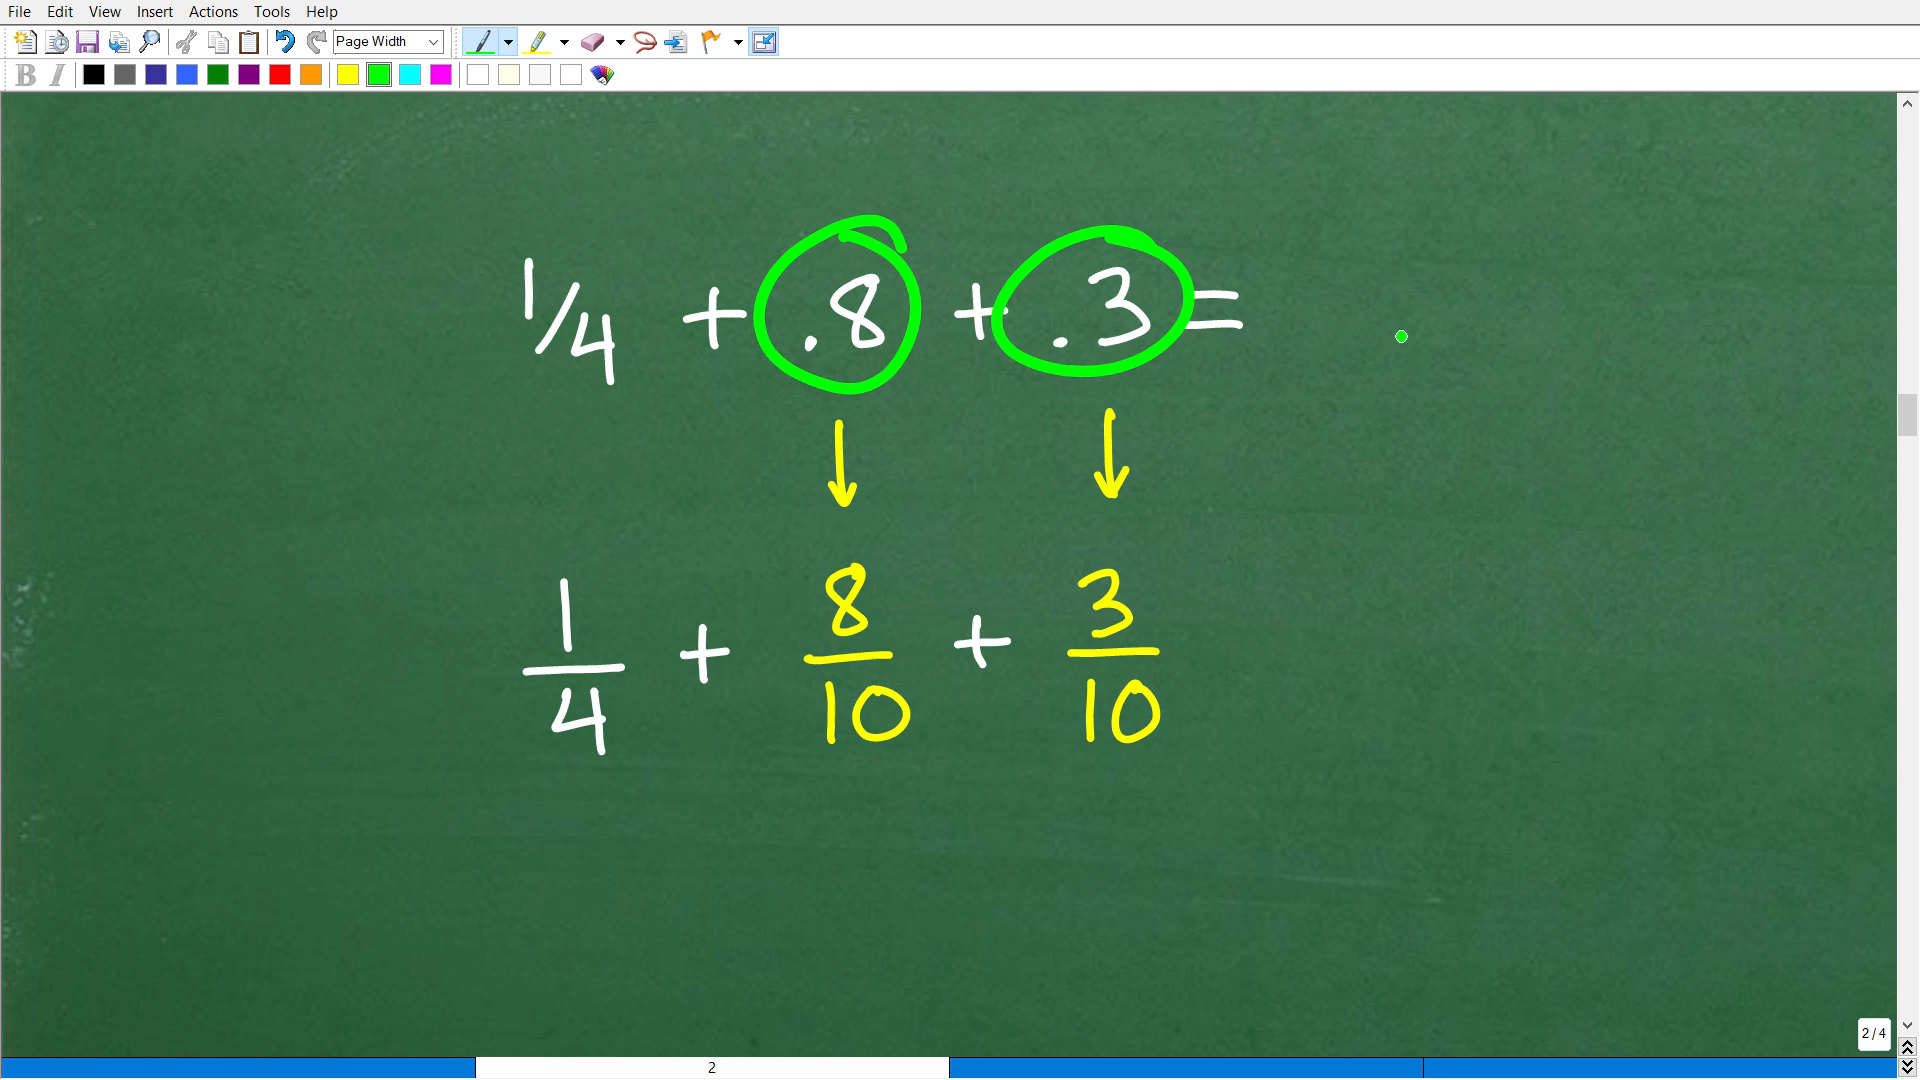 File Edit View Insert Actions Tools Help
Page Width
B I
1/4 + .8 + .3 =
1/4 + 8/10 + 3/10
2 / 4
2